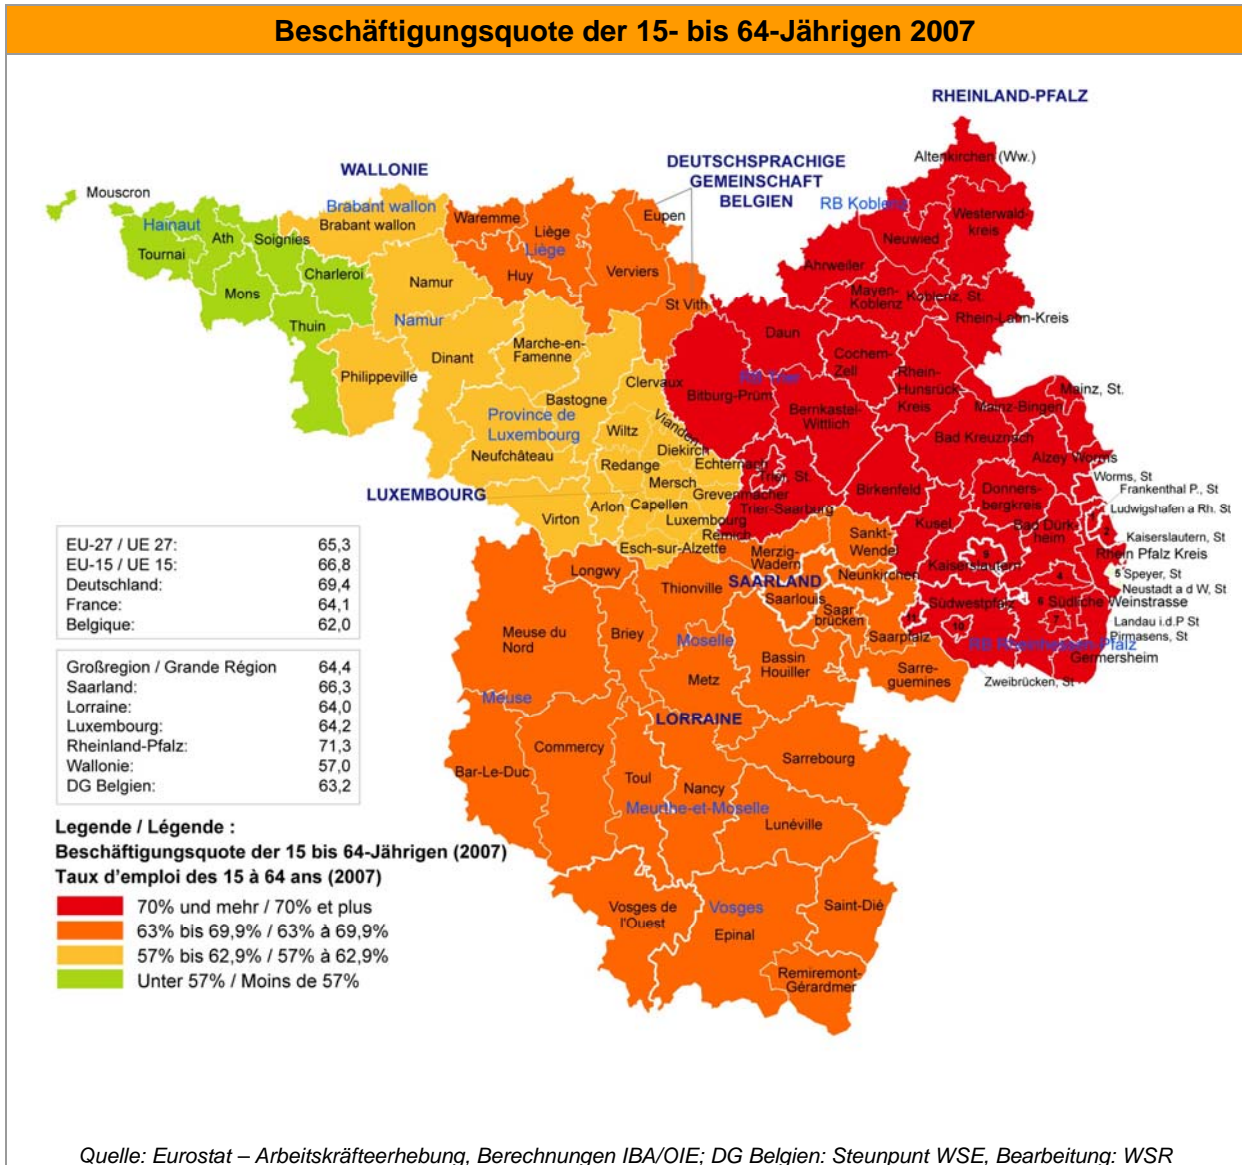 Beschäftigungsquote der 15- bis 64-Jährigen 2007
RHEINLAND-PFALZ
WALLONIE
DEUTSCHSPRACHIGE
GEMEINSCHAFT
BELGIEN
Altenkirchen (Ww.)
Mouscron
Hainaut
Brabant wallon
Brabant wallon
Waremme
Eupen
RB Koblenz
Westerwald-
kreis
Tournai
Ath
Soignies
Liège
Liège
Neuwied
Charleroi
Namur
Huy
Verviers
Ahrweiler
Mons
St Vith
Mayen-
Koblenz
Koblenz, St.
Thuin
Namur
Rhein-Lahn-Kreis
Daun
Marche-en-
Famenne
Dinant
Cochem-
Zell
Philippeville
Clervaux
RB Trier
Bitburg-Prüm
Rhein-
Hunsrück-
Kreis
Mainz, St.
Bastogne
Bernkastel-
Wittlich
Mainz-Bingen
Province de
Luxembourg
Wiltz
Vianden
Diekirch
Bad Kreuznach
Neufchâteau
Redange
Echternach
Trier, St.
Alzey Worms
Mersch
Worms, St
LUXEMBOURG
Grevenmacher
Birkenfeld
Donners-
bergkreis
Frankenthal P., St
Arlon
Capellen
Trier-Saarburg
Ludwigshafen a Rh. St
Virton
Luxembourg
Kusel
Bad Dürk-
heim
2
Remich
Sankt-
Wendel
Kaiserslautern, St
Esch-sur-Alzette
Merzig-
Wadern
9
Rhein Pfalz Kreis
Longwy
Kaiserslautern
Thionville
SAARLAND
Neunkirchen
4
5
Speyer, St
Neustadt a d W, St
Saarlouis
Südwestpfalz
6
Südliche Weinstrasse
Saar
brücken
11
10
7
Landau i.d.P St
Meuse du
Nord
Briey
Moselle
Saarpfalz
Pirmasens, St
RB Rheinhessen-Pfalz
Bassin
Houiller
Germersheim
Metz
Sarre-
guemines
Zweibrücken, St
Meuse
LORRAINE
Commercy
Sarrebourg
Bar-Le-Duc
Toul
Nancy
Meurthe-et-Moselle
Lunéville
Vosges de
l'Ouest
Vosges
Saint-Dié
Epinal
Remiremont-
Gérardmer
EU-27 / UE 27: 65,3
EU-15 / UE 15: 66,8
Deutschland: 69,4
France: 64,1
Belgique: 62,0
Großregion / Grande Région 64,4
Saarland: 66,3
Lorraine: 64,0
Luxembourg: 64,2
Rheinland-Pfalz: 71,3
Wallonie: 57,0
DG Belgien: 63,2
Legende / Légende :
Beschäftigungsquote der 15 bis 64-Jährigen (2007)
Taux d'emploi des 15 à 64 ans (2007)
70% und mehr / 70% et plus
63% bis 69,9% / 63% à 69,9%
57% bis 62,9% / 57% à 62,9%
Unter 57% / Moins de 57%
Quelle: Eurostat – Arbeitskräfteerhebung, Berechnungen IBA/OIE; DG Belgien: Steunpunt WSE, Bearbeitung: WSR